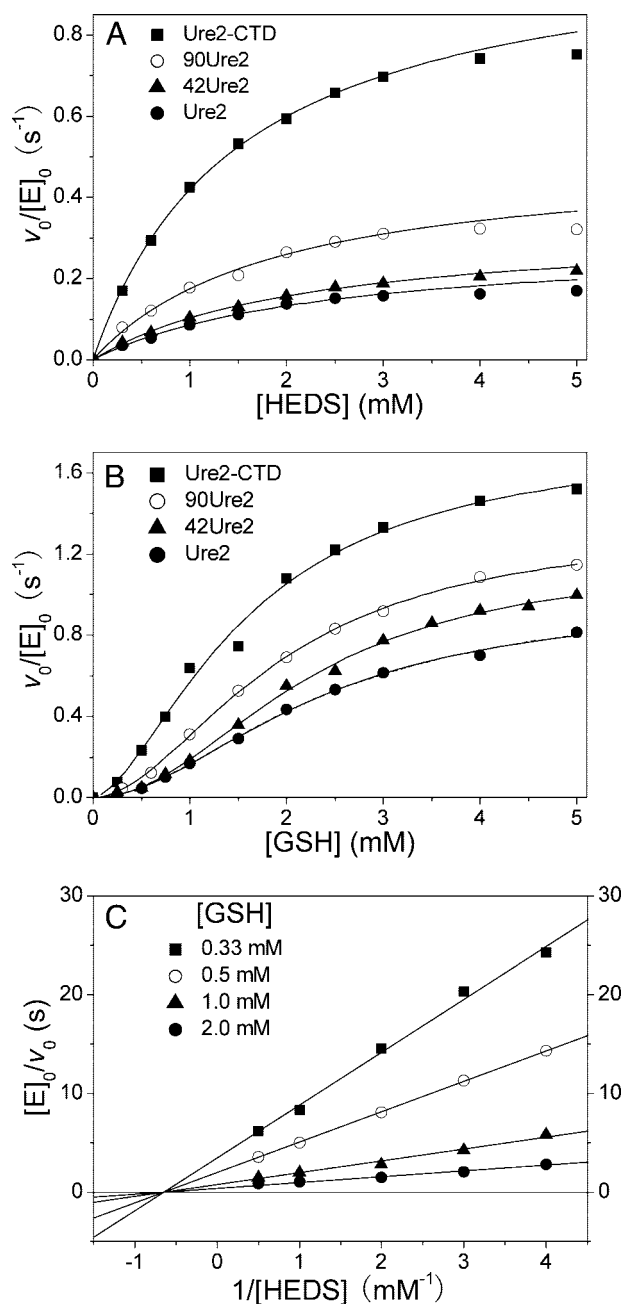 A
Ure2-CTD
90Ure2
42Ure2
Ure2
v₀/[E]₀ (s⁻¹)
0.8
0.6
0.4
0.2
0.0
0 1 2 3 4 5
[HEDS] (mM)
B
Ure2-CTD
90Ure2
42Ure2
Ure2
v₀/[E]₀ (s⁻¹)
1.6
1.2
0.8
0.4
0.0
0 1 2 3 4 5
[GSH] (mM)
C
[GSH]
0.33 mM
0.5 mM
1.0 mM
2.0 mM
[E]₀/v₀ (s)
30 30
20 20
10 10
0 0
-1 0 1 2 3 4
1/[HEDS] (mM⁻¹)